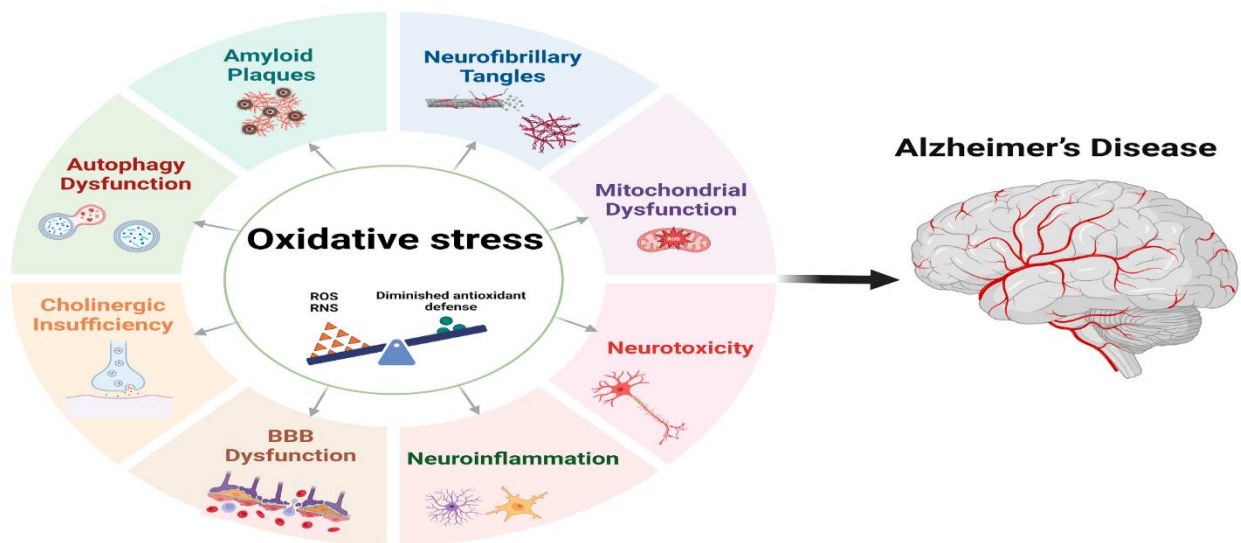 Amyloid
Plaques
Neurofibrillary
Tangles
Autophagy
Dysfunction
Mitochondrial
Dysfunction
ROS
Oxidative stress
ROS
RNS
Diminished antioxidant
defense
Cholinergic
Insufficiency
Neurotoxicity
BBB
Dysfunction
Neuroinflammation
Alzheimer's Disease